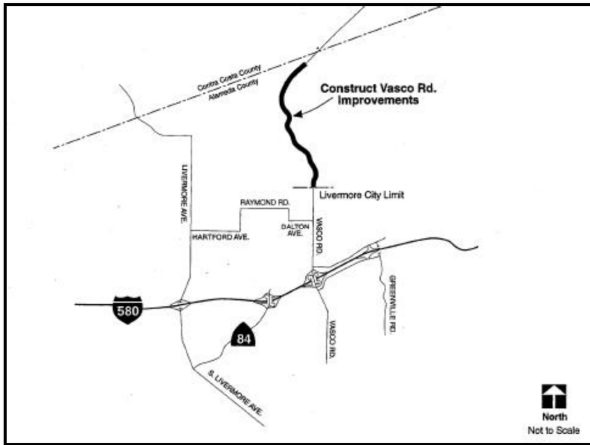 Contra Costa County
Alameda County
Construct Vasco Rd.
Improvements
Livermore City Limit
LIVERMORE AVE.
RAYMOND RD.
HARTFORD AVE.
DALTON
AVE.
VASCO RD
580
84
VASCO RD.
GREENVILLE RD.
S. LIVERMORE AVE.
North
Not to Scale